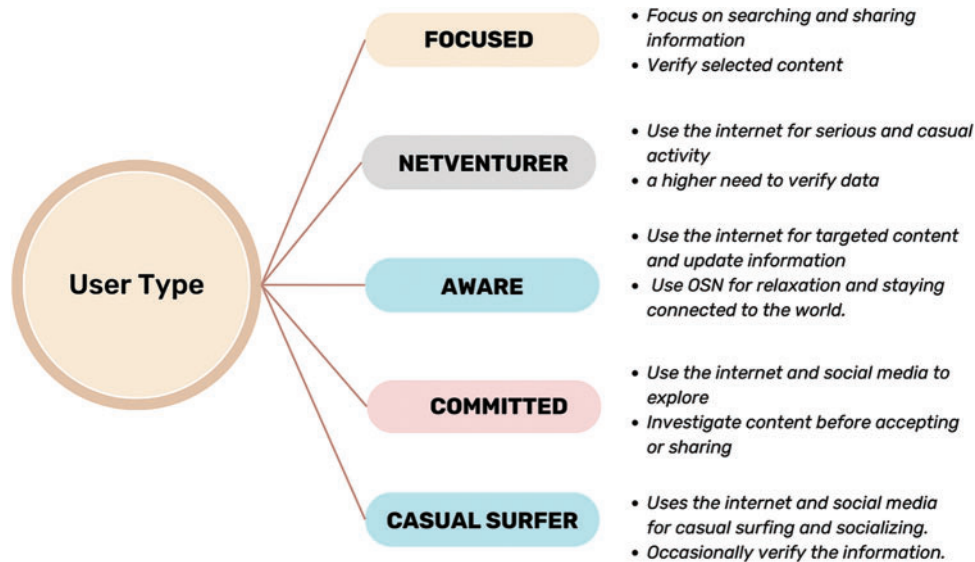 User Type
FOCUSED
• Focus on searching and sharing
information
• Verify selected content
NETVENTURER
• Use the internet for serious and casual
activity
• a higher need to verify data
AWARE
• Use the internet for targeted content
and update information
• Use OSN for relaxation and staying
connected to the world.
COMMITTED
• Use the internet and social media to
explore
• Investigate content before accepting
or sharing
CASUAL SURFER
• Uses the internet and social media
for casual surfing and socializing.
• Occasionally verify the information.